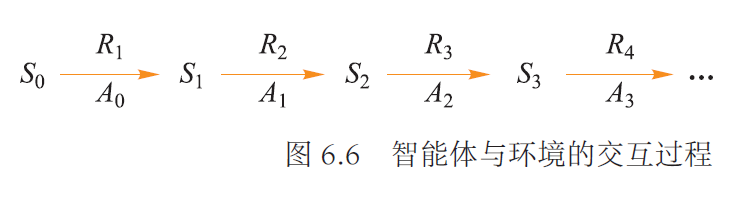 R₁ R₂ R₃ R₄
S₀ S₁ S₂ S₃ ...
A₀ A₁ A₂ A₃
图 6.6 智能体与环境的交互过程